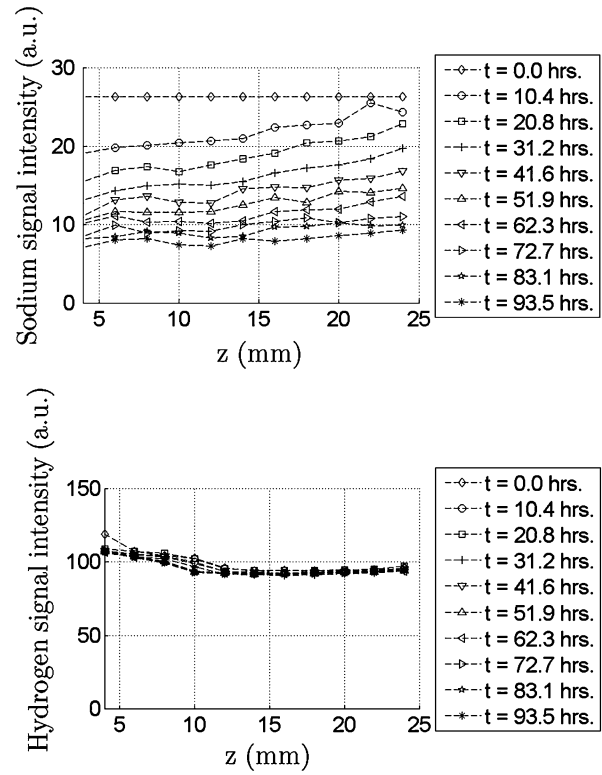 Sodium signal intensity (a.u.)
30
20
10
0
5
10
15
20
25
z (mm)
t = 0.0 hrs.
t = 10.4 hrs.
t = 20.8 hrs.
t = 31.2 hrs.
t = 41.6 hrs.
t = 51.9 hrs.
t = 62.3 hrs.
t = 72.7 hrs.
t = 83.1 hrs.
t = 93.5 hrs.
Hydrogen signal intensity (a.u.)
150
100
50
0
5
10
15
20
25
z (mm)
t = 0.0 hrs.
t = 10.4 hrs.
t = 20.8 hrs.
t = 31.2 hrs.
t = 41.6 hrs.
t = 51.9 hrs.
t = 62.3 hrs.
t = 72.7 hrs.
t = 83.1 hrs.
t = 93.5 hrs.